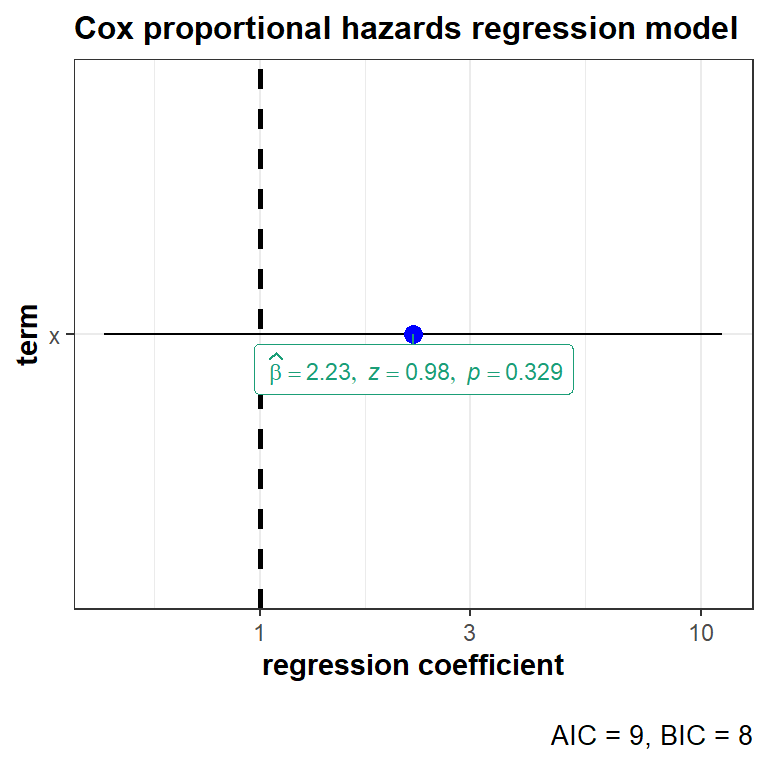 Cox proportional hazards regression model
term
x
β̂ = 2.23, z = 0.98, p = 0.329
1 3 10
regression coefficient
AIC = 9, BIC = 8